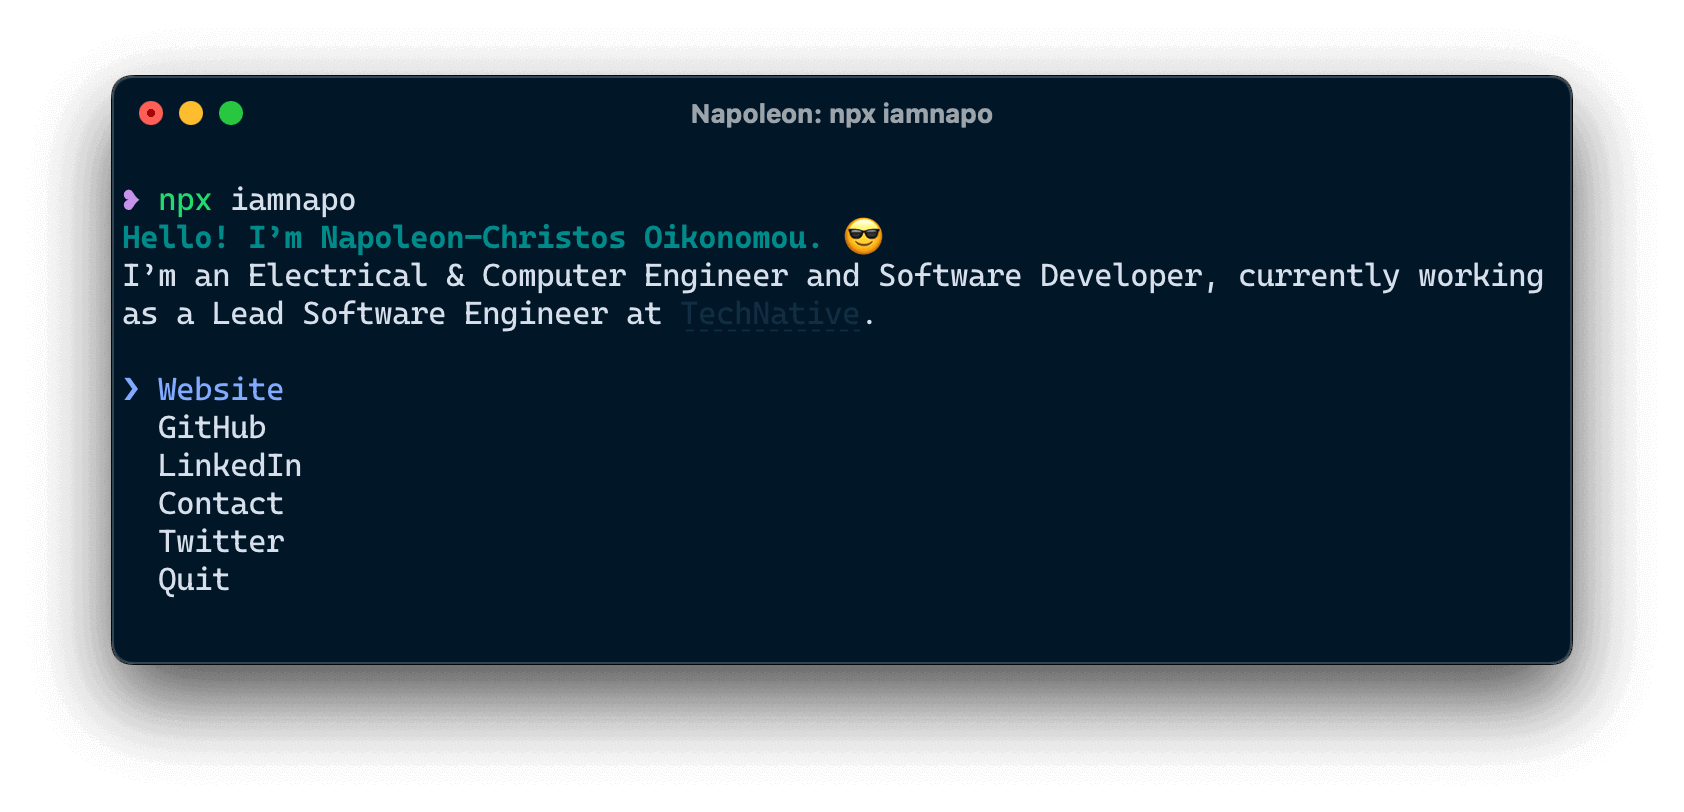 Napoleon: npx iamnapo
❥ npx iamnapo
Hello! I’m Napoleon-Christos Oikonomou. 😎
I’m an Electrical & Computer Engineer and Software Developer, currently working
as a Lead Software Engineer at TechNative.
❯ Website
GitHub
LinkedIn
Contact
Twitter
Quit